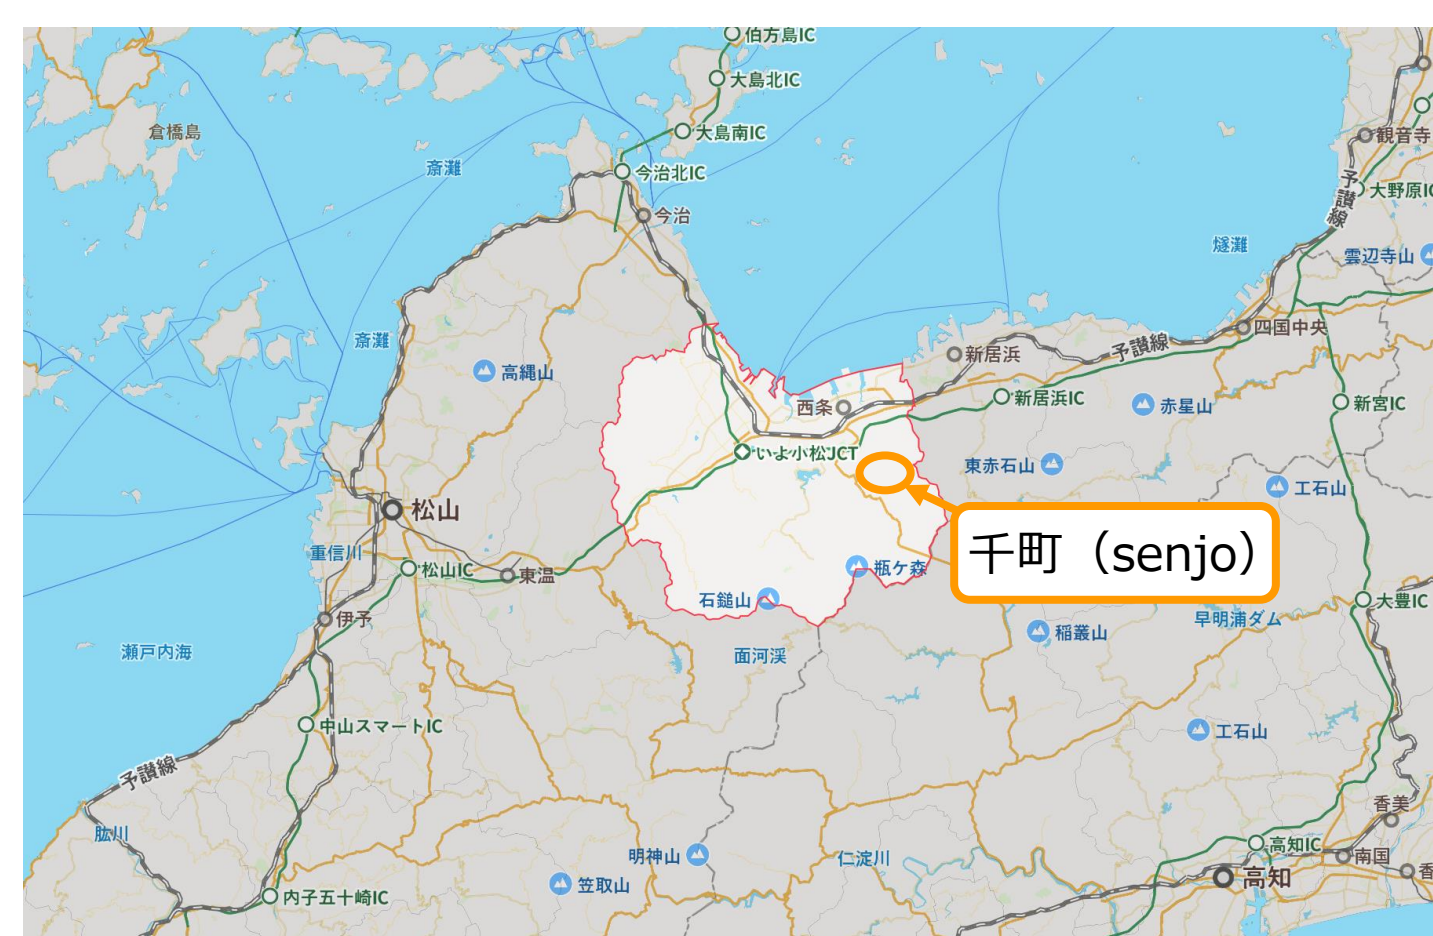 伯方島IC
大島北IC
倉橋島
大島南IC
観音寺
斎灘
今治北IC
予讃線
大野原IC
今治
燧灘
雲辺寺山
四国中央
斎灘
予讃線
新居浜
高縄山
新居浜IC
西条
赤星山
新宮IC
いよ小松JCT
東赤石山
工石山
松山
千町（senjo）
重信川
松山IC
東温
瓶ケ森
石鎚山
大豊IC
伊予
早明浦ダム
稲叢山
瀬戸内海
面河渓
中山スマートIC
工石山
予讃線
香美
肱川
高知IC
明神山
仁淀川
南国
笠取山
高知
香
内子五十崎IC